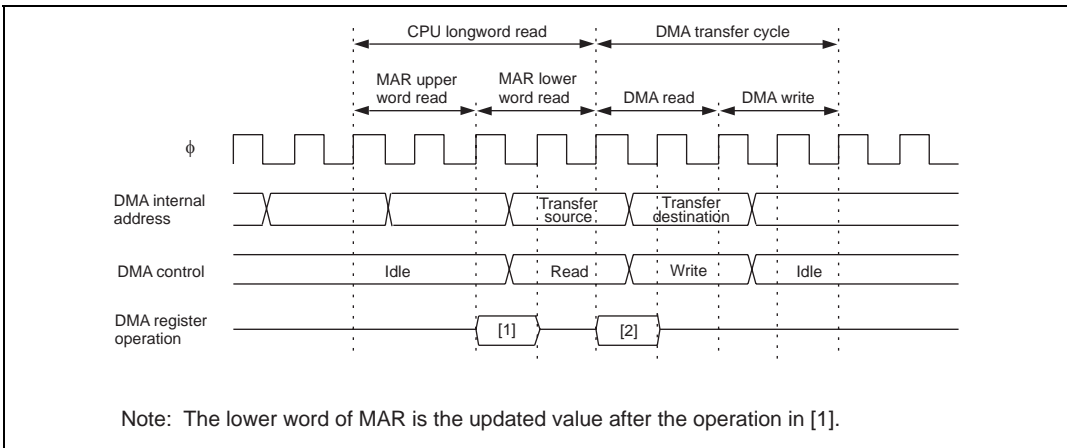 CPU longword read
DMA transfer cycle
MAR upper
word read
MAR lower
word read
DMA read
DMA write
ϕ
DMA internal
address
Transfer
source
Transfer
destination
DMA control
Idle
Read
Write
Idle
DMA register
operation
[1]
[2]
Note: The lower word of MAR is the updated value after the operation in [1].